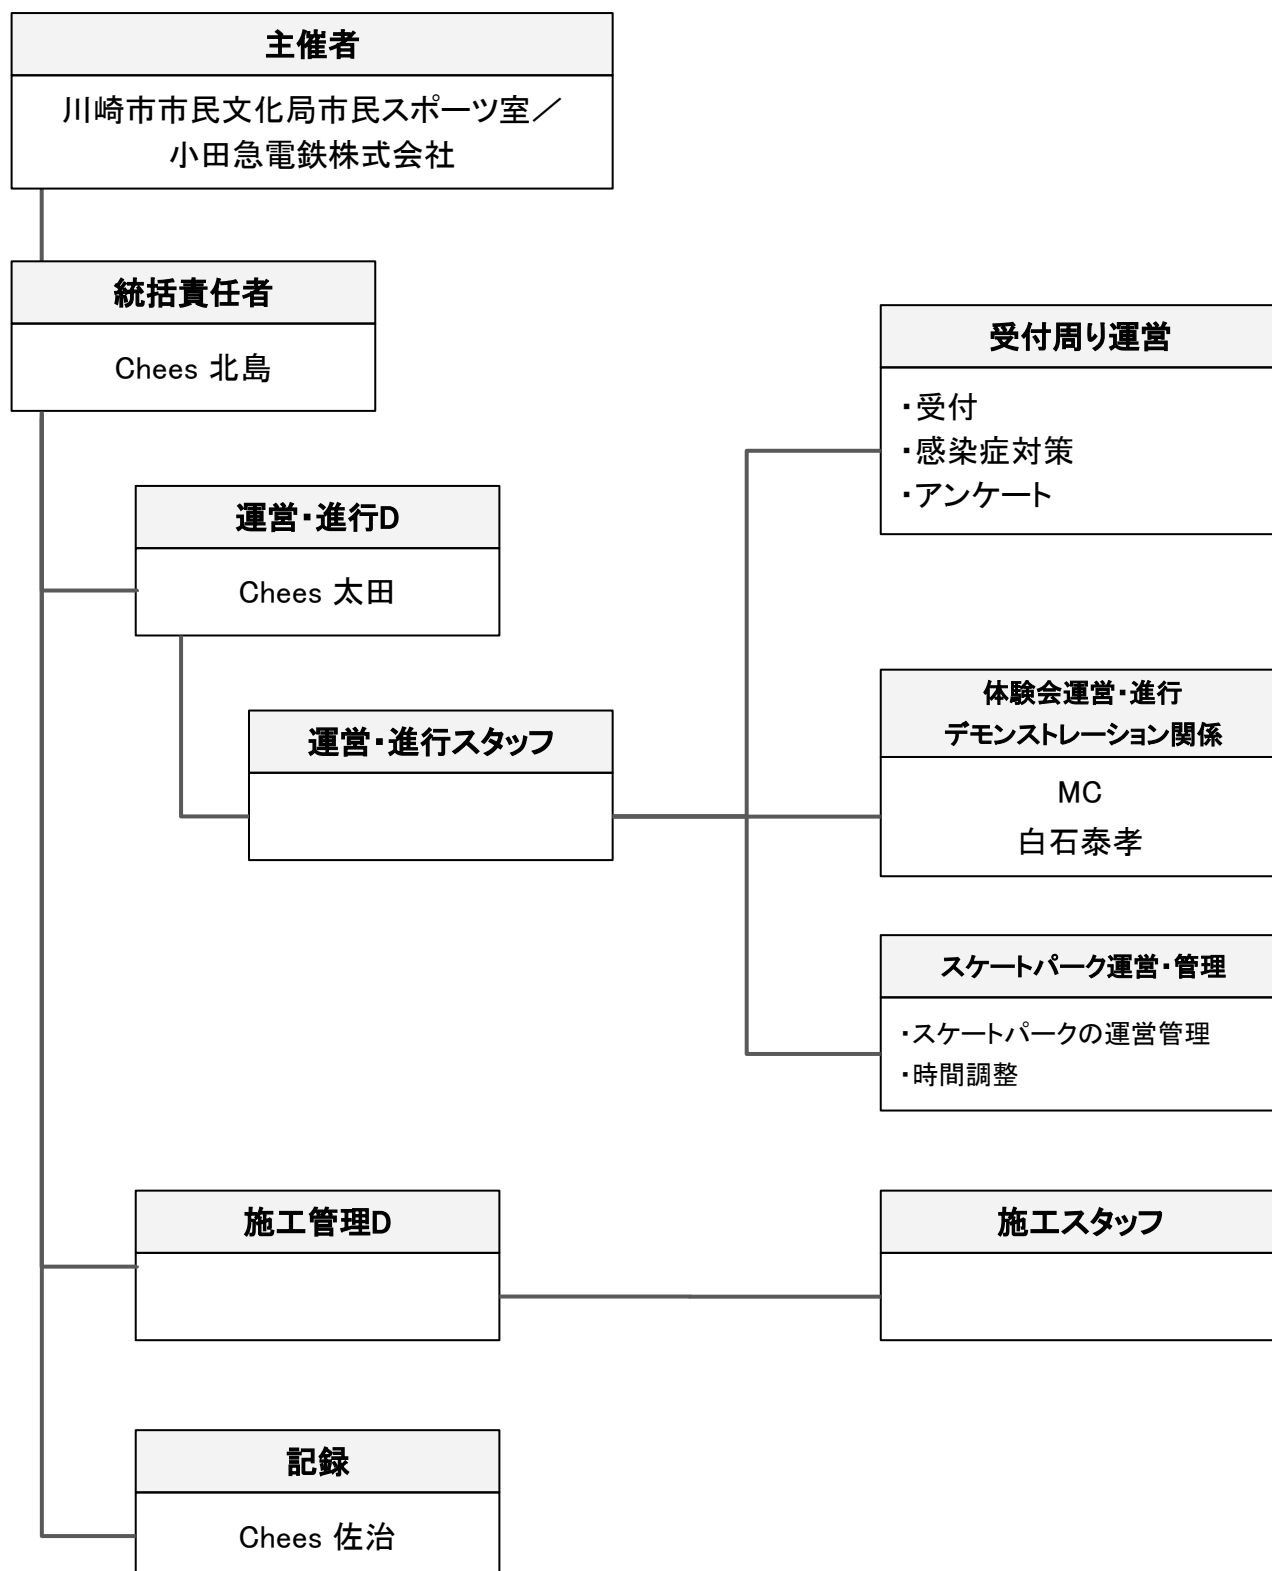 主催者
川崎市市民文化局市民スポーツ室／
小田急電鉄株式会社
統括責任者
Chees 北島
運営・進行D
Chees 太田
運営・進行スタッフ
受付周り運営
・受付
・感染症対策
・アンケート
体験会運営・進行
デモンストレーション関係
MC
白石泰孝
スケートパーク運営・管理
・スケートパークの運営管理
・時間調整
施工管理D
施工スタッフ
記録
Chees 佐治